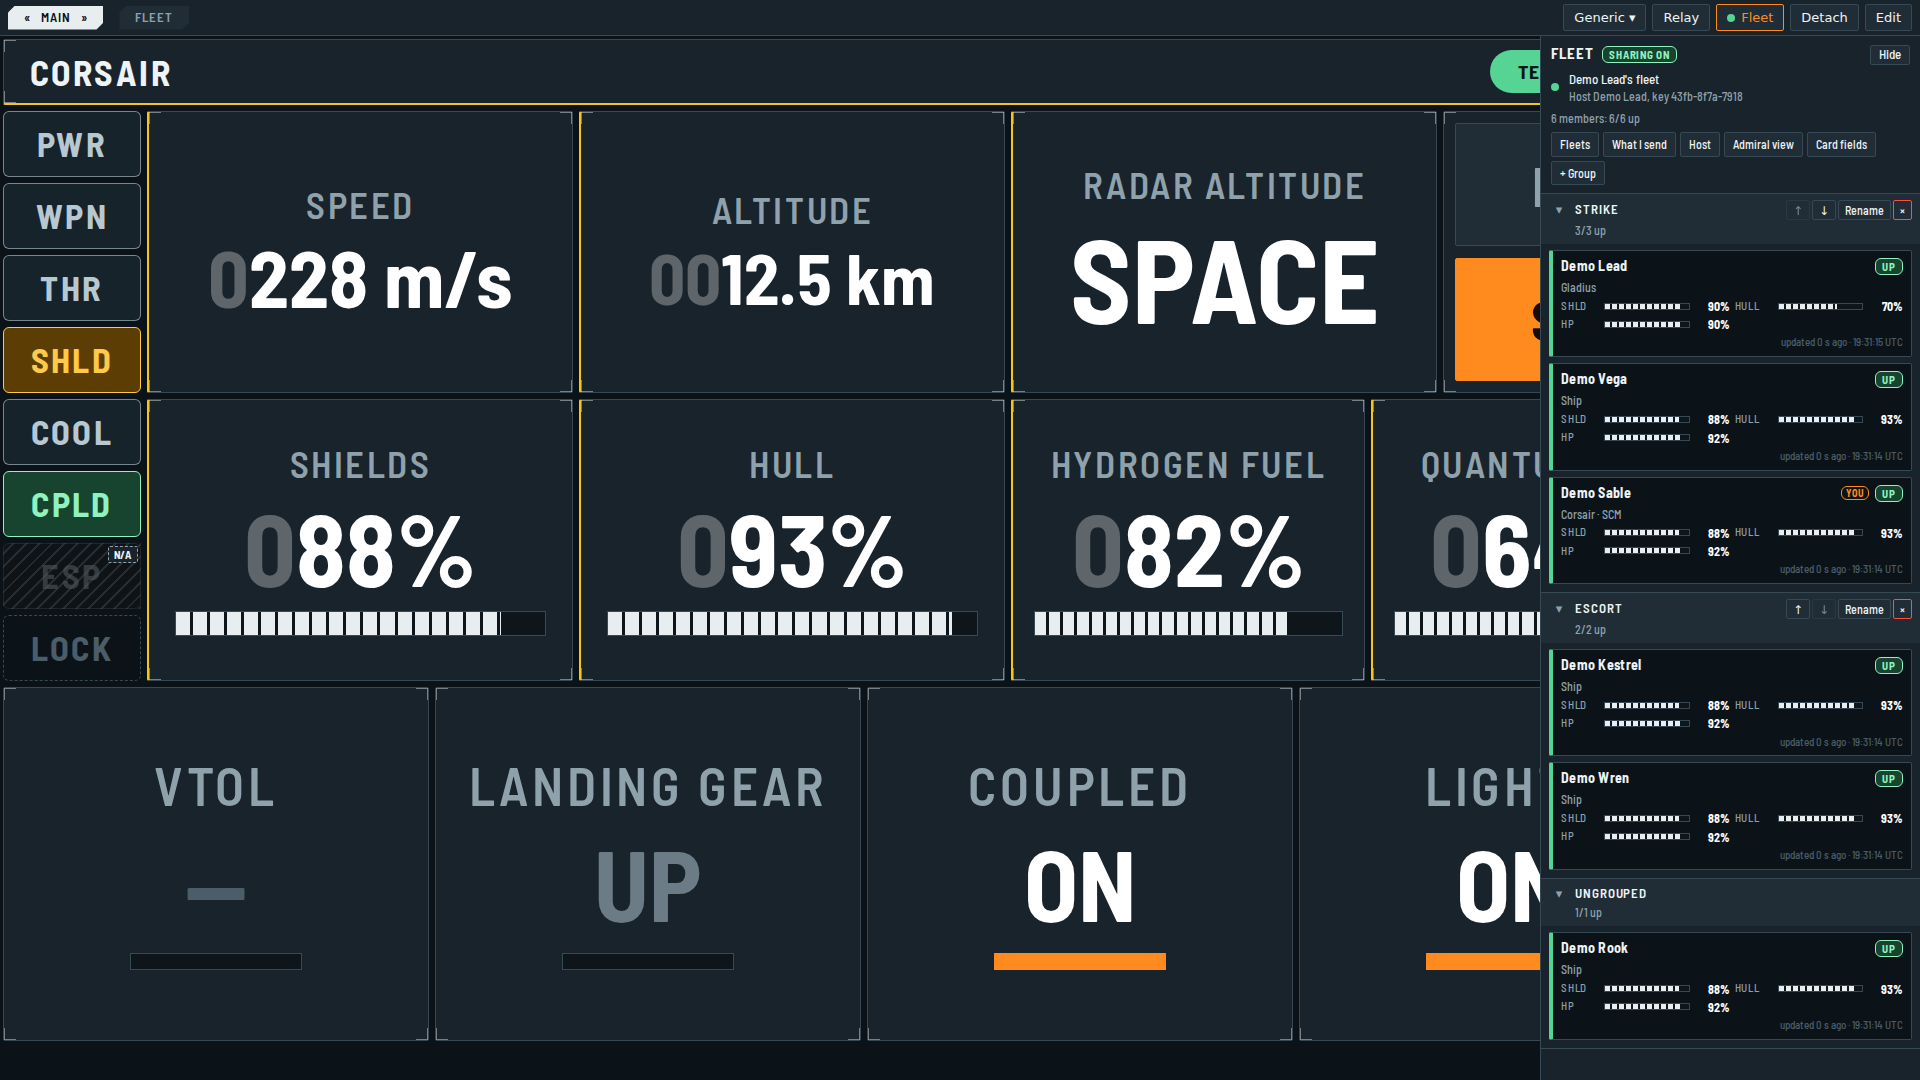 « MAIN »
FLEET
Generic ▾
Relay
Fleet
Detach
Edit
CORSAIR
PWR
WPN
THR
SHLD
COOL
CPLD
ESP
N/A
LOCK
SPEED
0228 m/s
ALTITUDE
0012.5 km
RADAR ALTITUDE
SPACE
SHIELDS
088%
HULL
093%
HYDROGEN FUEL
082%
VTOL
–
LANDING GEAR
UP
COUPLED
ON
ON
FLEET
SHARING ON
Hide
Demo Lead's fleet
Host Demo Lead, key 43fb-8f7a-7918
6 members: 6/6 up
Fleets
What I send
Host
Admiral view
Card fields
+ Group
▼ STRIKE
↑ ↓ Rename ×
3/3 up
Demo Lead UP
Gladius
SHLD 90% HULL 70%
HP 90%
updated 0 s ago · 19:31:15 UTC
Demo Vega UP
Ship
SHLD 88% HULL 93%
HP 92%
updated 0 s ago · 19:31:14 UTC
Demo Sable YOU UP
Corsair · SCM
SHLD 88% HULL 93%
HP 92%
updated 0 s ago · 19:31:14 UTC
▼ ESCORT
↑ ↓ Rename ×
2/2 up
Demo Kestrel UP
Ship
SHLD 88% HULL 93%
HP 92%
updated 0 s ago · 19:31:14 UTC
Demo Wren UP
Ship
SHLD 88% HULL 93%
HP 92%
updated 0 s ago · 19:31:14 UTC
▼ UNGROUPED
1/1 up
Demo Rook UP
Ship
SHLD 88% HULL 93%
HP 92%
updated 0 s ago · 19:31:14 UTC